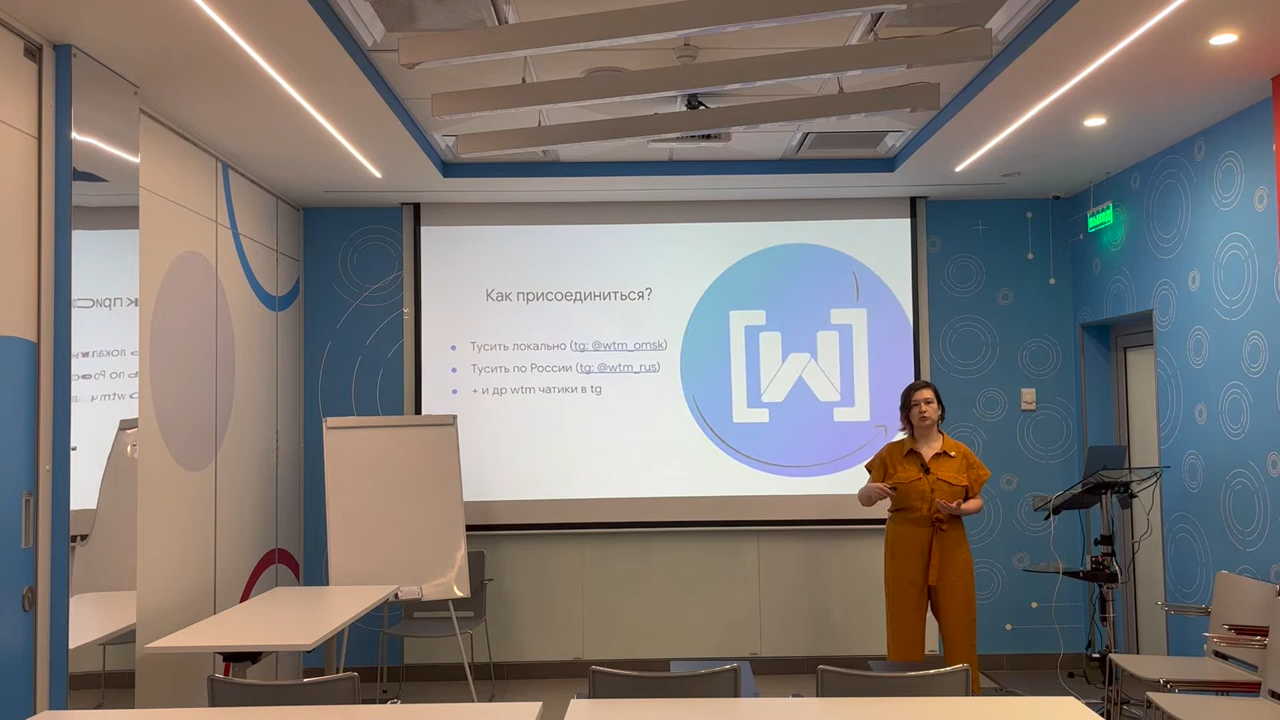 Как присоединиться?
Тусить локально (tg: @wtm_omsk)
Тусить по России (tg: @wtm_rus)
+ и др wtm чатики в tg
[W]